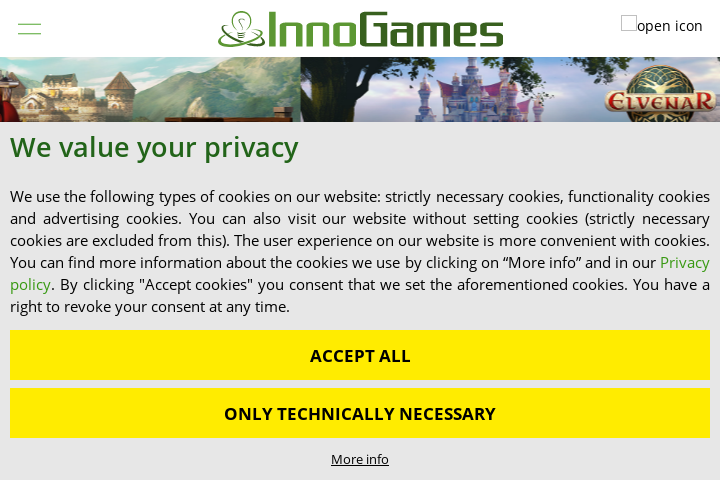 InnoGames
open icon
ELVENAR
We value your privacy
We use the following types of cookies on our website: strictly necessary cookies, functionality cookies
and advertising cookies. You can also visit our website without setting cookies (strictly necessary
cookies are excluded from this). The user experience on our website is more convenient with cookies.
You can find more information about the cookies we use by clicking on “More info” and in our Privacy
policy. By clicking "Accept cookies" you consent that we set the aforementioned cookies. You have a
right to revoke your consent at any time.
ACCEPT ALL
ONLY TECHNICALLY NECESSARY
More info